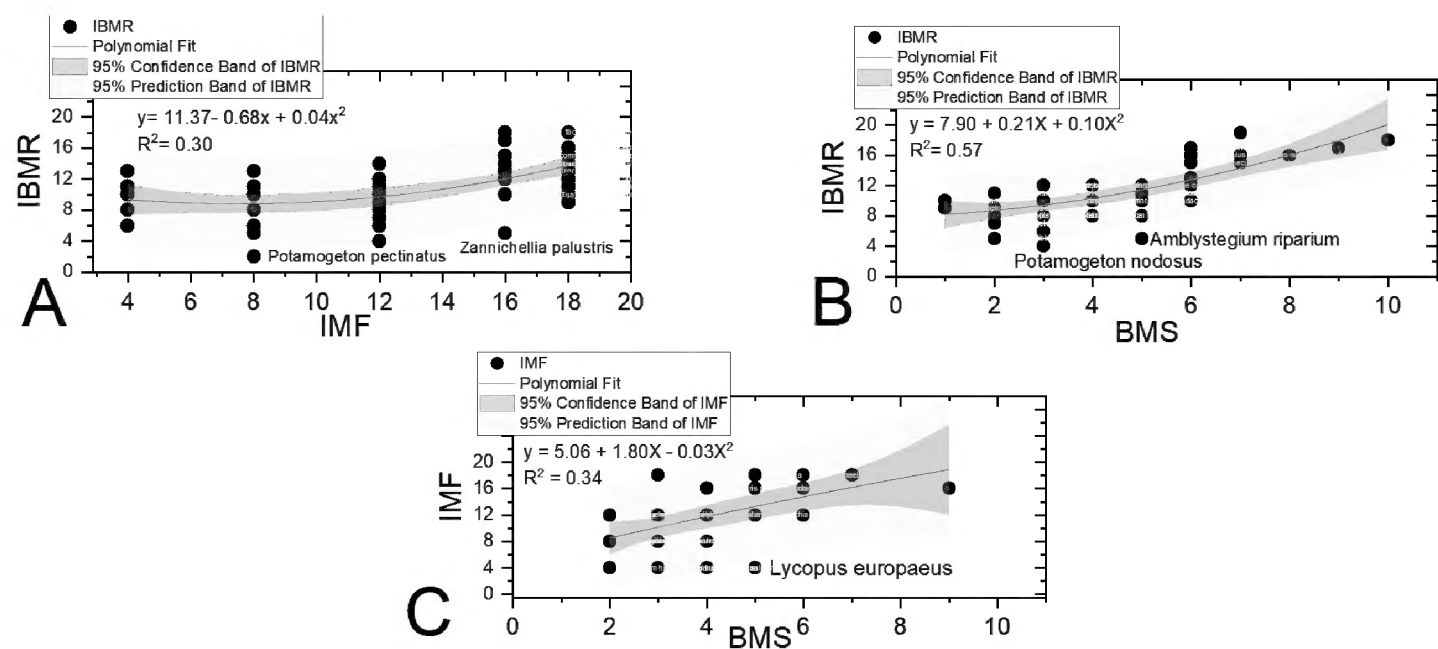 IBMR
Polynomial Fit
95% Confidence Band of IBMR
95% Prediction Band of IBMR
y= 11.37- 0.68x + 0.04x²
R²= 0.30
20
16
12
8
4
0
IBMR
Potamogeton pectinatus
Zannichellia palustris
4 6 8 10 12 14 16 18 20
IMF
A
IBMR
Polynomial Fit
95% Confidence Band of IBMR
95% Prediction Band of IBMR
y = 7.90 + 0.21X + 0.10X²
R²= 0.57
20
16
12
8
4
0
IBMR
Amblystegium riparium
Potamogeton nodosus
0 2 4 6 8 10
BMS
B
IMF
Polynomial Fit
95% Confidence Band of IMF
95% Prediction Band of IMF
y = 5.06 + 1.80X - 0.03X²
R² = 0.34
20
16
12
8
4
0
IMF
Lycopus europaeus
0 2 4 6 8 10
BMS
C